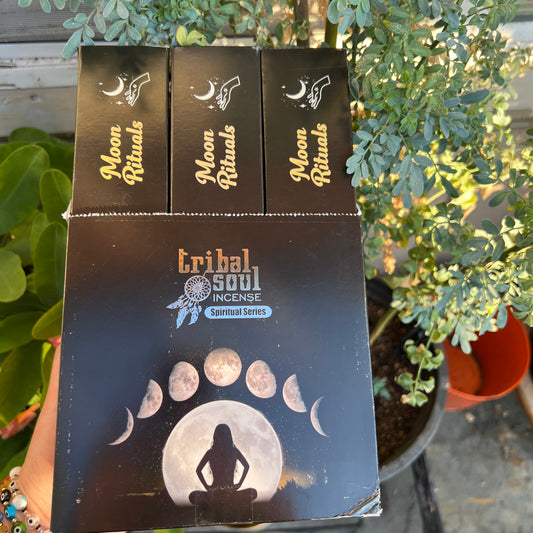 Moon
Rituals
Moon
Rituals
Moon
Rituals
tribal
soul
INCENSE
Spiritual Series